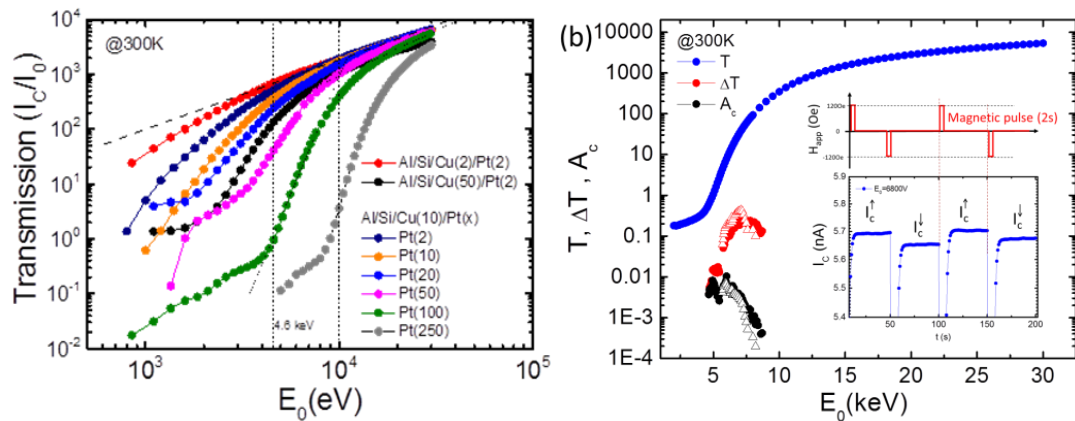 @300K
Transmission (I_C/I_0)
10^4
10^3
10^2
10^1
10^0
10^-1
10^-2
Al/Si/Cu(2)/Pt(2)
Al/Si/Cu(50)/Pt(2)
Al/Si/Cu(10)/Pt(x)
Pt(2)
Pt(10)
Pt(20)
Pt(50)
Pt(100)
Pt(250)
4.6 keV
10^3
10^4
10^5
E_0(eV)
(b)
@300K
T
ΔT
A_c
T, ΔT, A_c
10000
1000
100
10
1
0.1
0.01
1E-3
1E-4
5
10
15
20
25
30
E_0(keV)
H_app (Oe)
1200e
0
-1200e
Magnetic pulse (2s)
5.9
5.8
5.7
5.6
5.5
5.4
I_C (nA)
E_0=6800V
I_c^↑
I_c^↓
I_c^↑
I_c^↓
0
50
100
150
200
t (s)